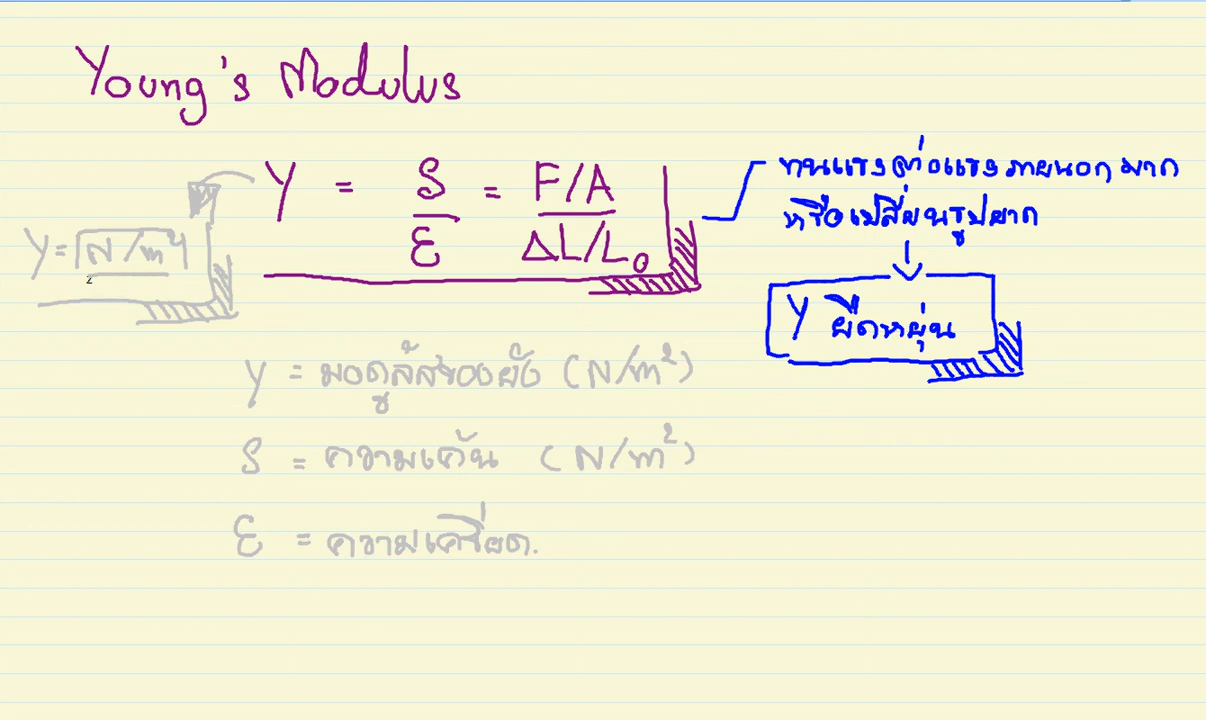 Young's Modulus
Y = S/ε = F/A / ΔL/L₀
ทนแรงต่อแรงภายนอกมาก
หรือเปลี่ยนรูปยาก
Y ยืดหยุ่น
Y = N/m²
Y = มอดูลัสของยัง (N/m²)
S = ความเค้น (N/m²)
ε = ความเครียด.